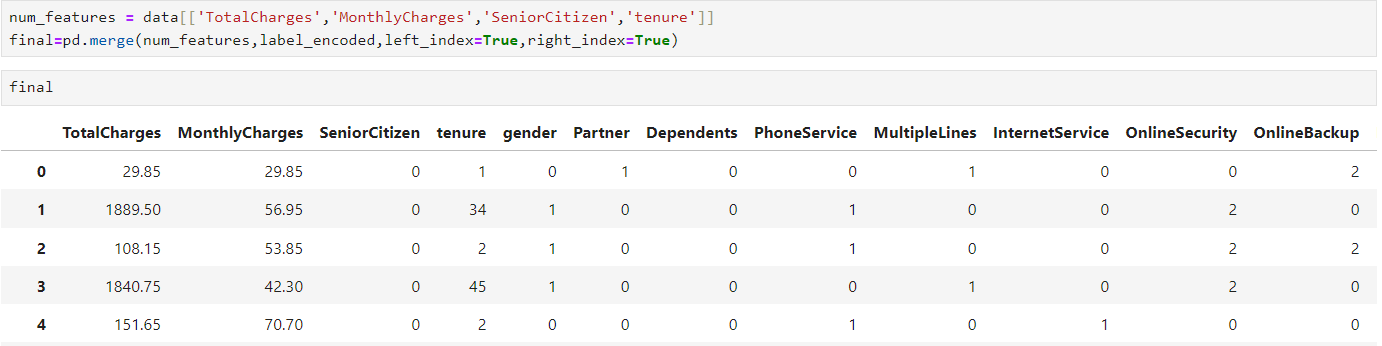 num_features = data[['TotalCharges','MonthlyCharges','SeniorCitizen','tenure']]
final=pd.merge(num_features,label_encoded,left_index=True,right_index=True)
final
TotalCharges MonthlyCharges SeniorCitizen tenure gender Partner Dependents PhoneService MultipleLines InternetService OnlineSecurity OnlineBackup
0 29.85 29.85 0 1 0 1 0 0 1 0 0 2
1 1889.50 56.95 0 34 1 0 0 1 0 0 2 0
2 108.15 53.85 0 2 1 0 0 1 0 0 2 2
3 1840.75 42.30 0 45 1 0 0 0 1 0 2 0
4 151.65 70.70 0 2 0 0 0 1 0 1 0 0